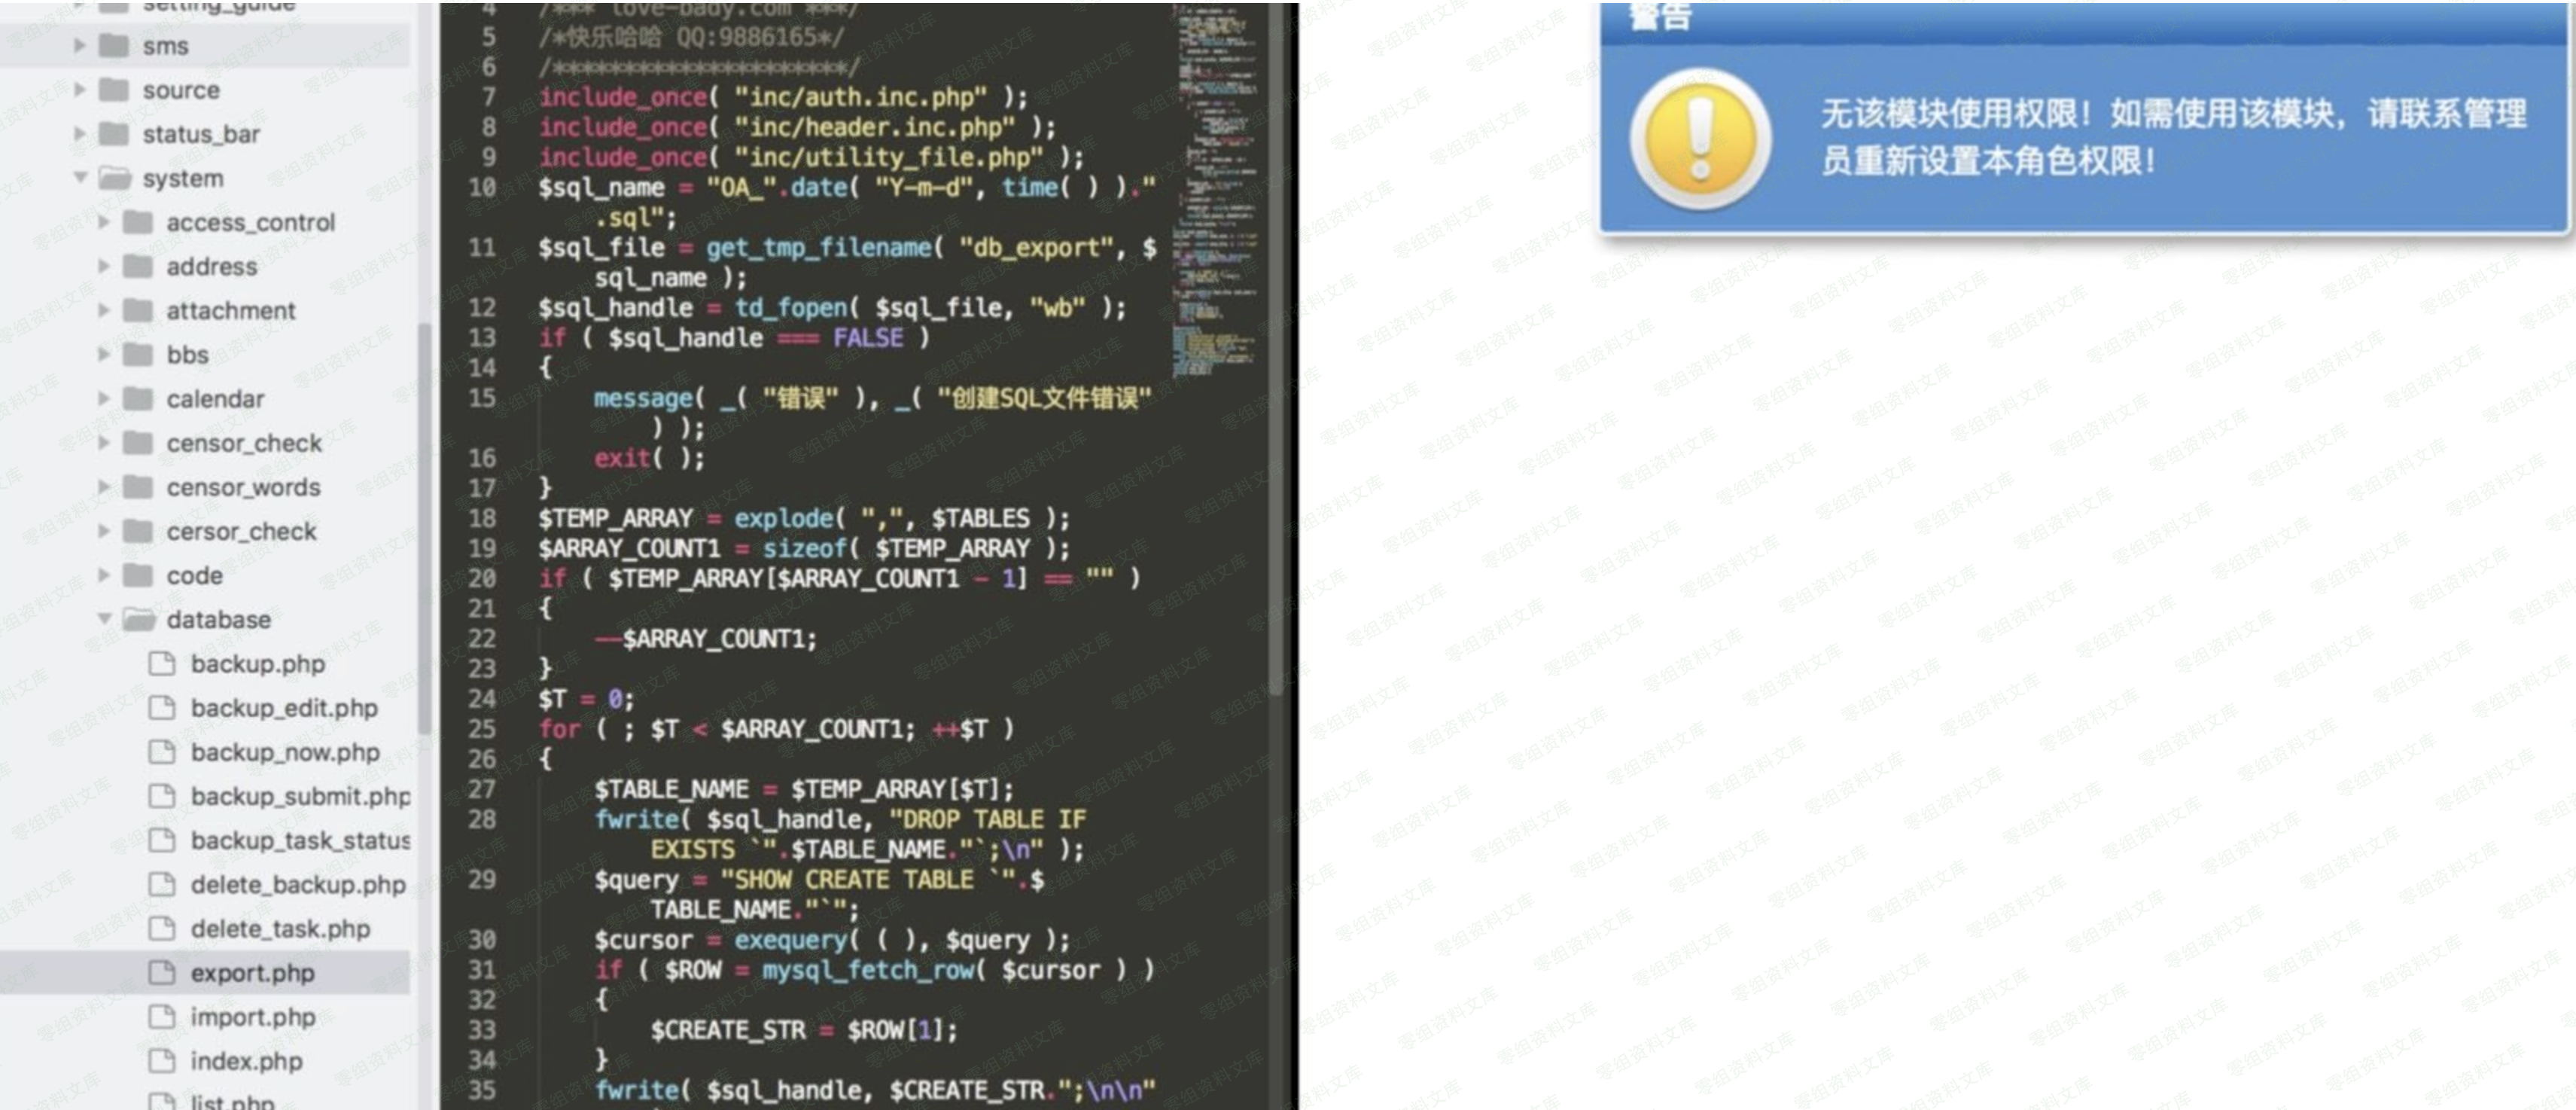 setting_guide
sms
source
status_bar
system
access_control
address
attachment
bbs
calendar
censor_check
censor_words
cersor_check
code
database
backup.php
backup_edit.php
backup_now.php
backup_submit.php
backup_task_status
delete_backup.php
delete_task.php
export.php
import.php
index.php
list.php
4 /*** love-bady.com ***/
5 /*快乐哈哈 QQ:9886165*/
6 /*********************/
7 include_once( "inc/auth.inc.php" );
8 include_once( "inc/header.inc.php" );
9 include_once( "inc/utility_file.php" );
10 $sql_name = "OA_".date( "Y-m-d", time( ) )."
.sql";
11 $sql_file = get_tmp_filename( "db_export", $
sql_name );
12 $sql_handle = td_fopen( $sql_file, "wb" );
13 if ( $sql_handle === FALSE )
14 {
15 message( _( "错误" ), _( "创建SQL文件错误"
) );
16 exit( );
17 }
18 $TEMP_ARRAY = explode( ",", $TABLES );
19 $ARRAY_COUNT1 = sizeof( $TEMP_ARRAY );
20 if ( $TEMP_ARRAY[$ARRAY_COUNT1 - 1] == "" )
21 {
22 --$ARRAY_COUNT1;
23 }
24 $T = 0;
25 for ( ; $T < $ARRAY_COUNT1; ++$T )
26 {
27 $TABLE_NAME = $TEMP_ARRAY[$T];
28 fwrite( $sql_handle, "DROP TABLE IF
EXISTS `".$TABLE_NAME."`;\n" );
29 $query = "SHOW CREATE TABLE `".$
TABLE_NAME."`";
30 $cursor = exequery( ( ), $query );
31 if ( $ROW = mysql_fetch_row( $cursor ) )
32 {
33 $CREATE_STR = $ROW[1];
34 }
35 fwrite( $sql_handle, $CREATE_STR.";\n\n"
警告
无该模块使用权限！如需使用该模块，请联系管理
员重新设置本角色权限！
零组资料文库